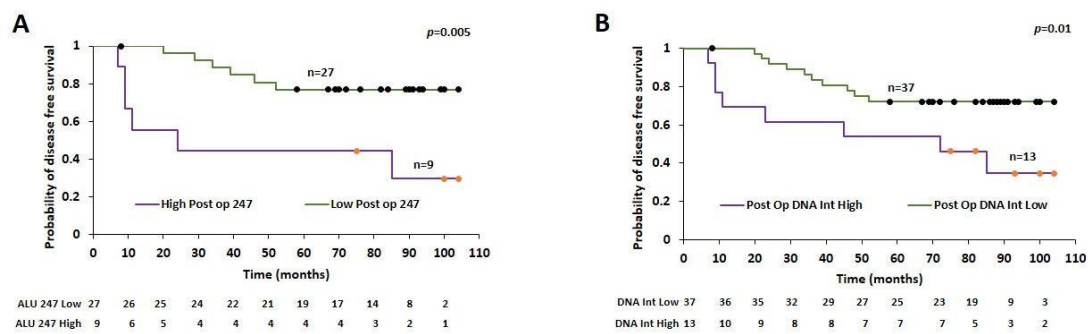 A
p=0.005
Probability of disease free survival
1
0.8
0.6
0.4
0.2
0
n=27
n=9
High Post op 247 Low Post op 247
0 10 20 30 40 50 60 70 80 90 100 110
Time (months)
ALU 247 Low 27 26 25 24 22 21 19 17 14 8 2
ALU 247 High 9 6 5 4 4 4 4 4 3 2 1
B
p=0.01
Probability of disease free survival
1
0.8
0.6
0.4
0.2
0
n=37
n=13
Post Op DNA Int High Post Op DNA Int Low
0 10 20 30 40 50 60 70 80 90 100 110
Time (months)
DNA Int Low 37 36 35 32 29 27 25 23 19 9 3
DNA Int High 13 10 9 8 8 7 7 7 5 3 2